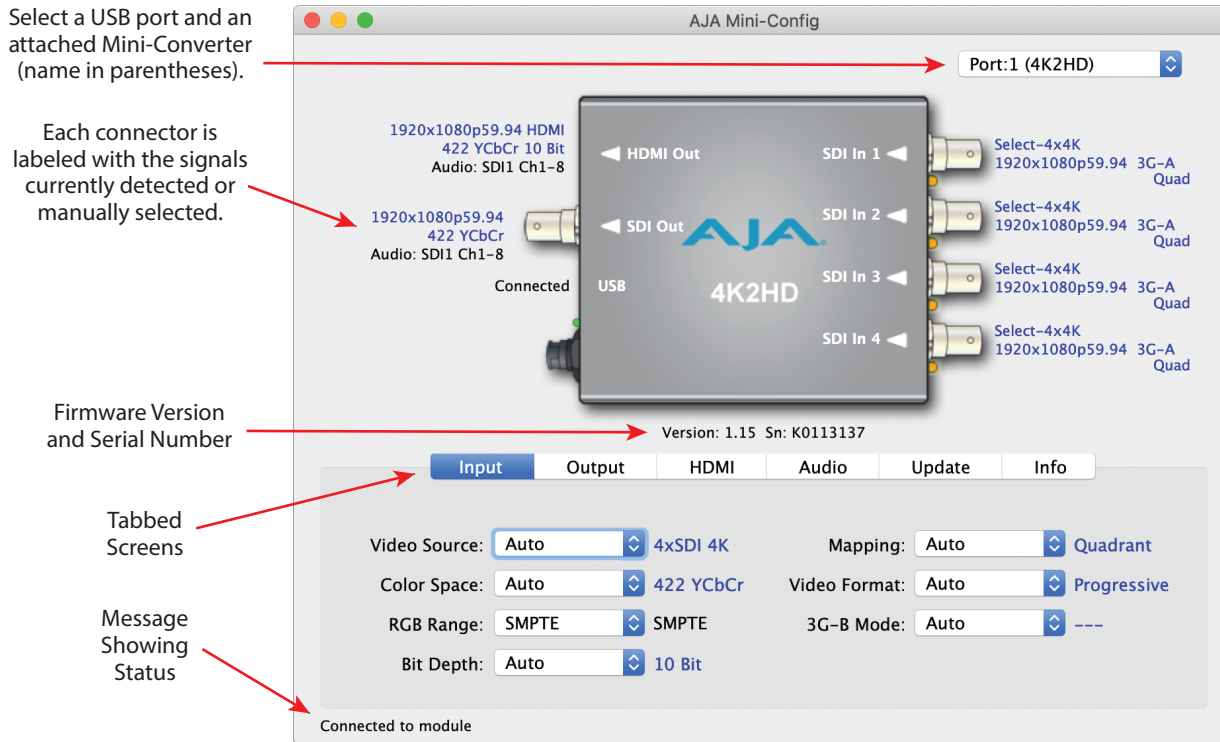 Select a USB port and an
attached Mini-Converter
(name in parentheses).
AJA Mini-Config
Port:1 (4K2HD)
Each connector is
labeled with the signals
currently detected or
manually selected.
1920x1080p59.94 HDMI
422 YCbCr 10 Bit
Audio: SDI1 Ch1-8
1920x1080p59.94
422 YCbCr
Audio: SDI1 Ch1-8
Connected
HDMI Out
SDI Out
USB
AJA
4K2HD
SDI In 1
SDI In 2
SDI In 3
SDI In 4
Select-4x4K
1920x1080p59.94 3G-A
Quad
Select-4x4K
1920x1080p59.94 3G-A
Quad
Select-4x4K
1920x1080p59.94 3G-A
Quad
Select-4x4K
1920x1080p59.94 3G-A
Quad
Firmware Version
and Serial Number
Version: 1.15 Sn: K0113137
Input Output HDMI Audio Update Info
Tabbed
Screens
Video Source: Auto 4xSDI 4K Mapping: Auto Quadrant
Color Space: Auto 422 YCbCr Video Format: Auto Progressive
RGB Range: SMPTE SMPTE 3G-B Mode: Auto ---
Bit Depth: Auto 10 Bit
Message
Showing
Status
Connected to module